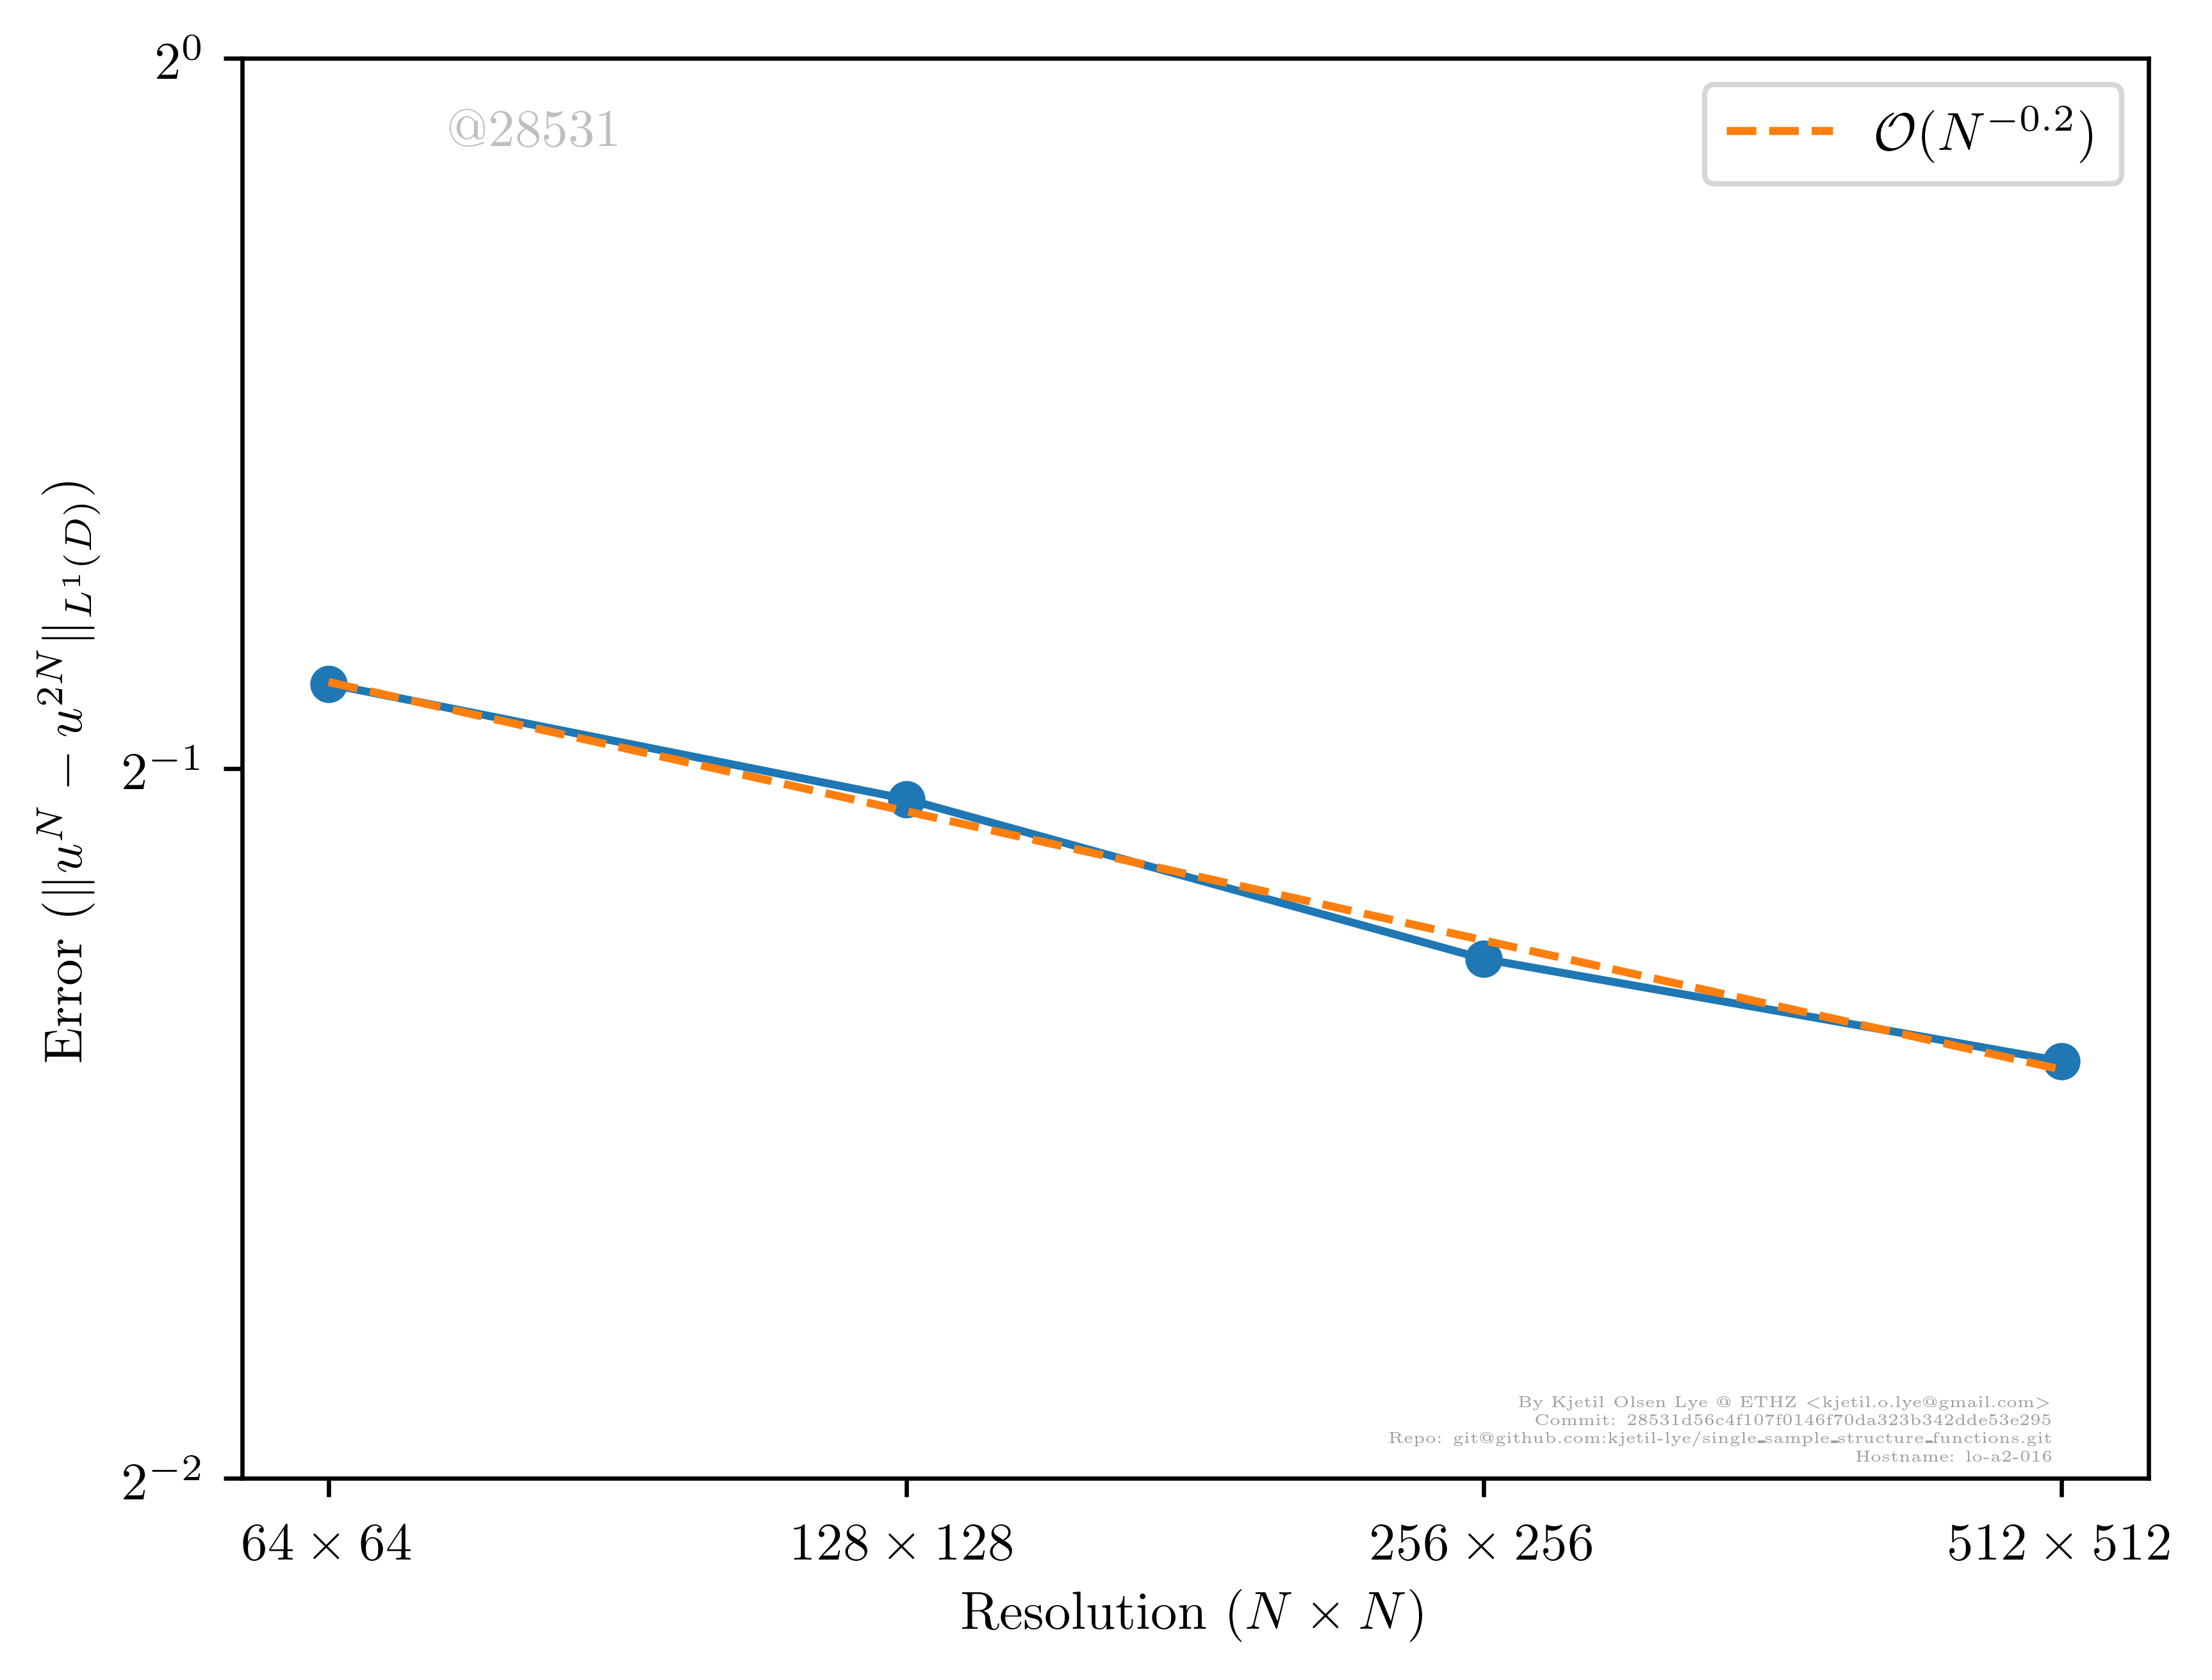 2^0
@28531
O(N^{-0.2})
Error (||u^N − u^{2N}||_{L^1(D)})
2^{-1}
By Kjetil Olsen Lye @ ETHZ <kjetil.o.lye@gmail.com>
Commit: 28531d56c4f107f0146f70da323b342dde53e295
Repo: git@github.com:kjetil-lye/single_sample_structure_functions.git
Hostname: lo-a2-016
2^{-2}
64 × 64 128 × 128 256 × 256 512 × 512
Resolution (N × N)